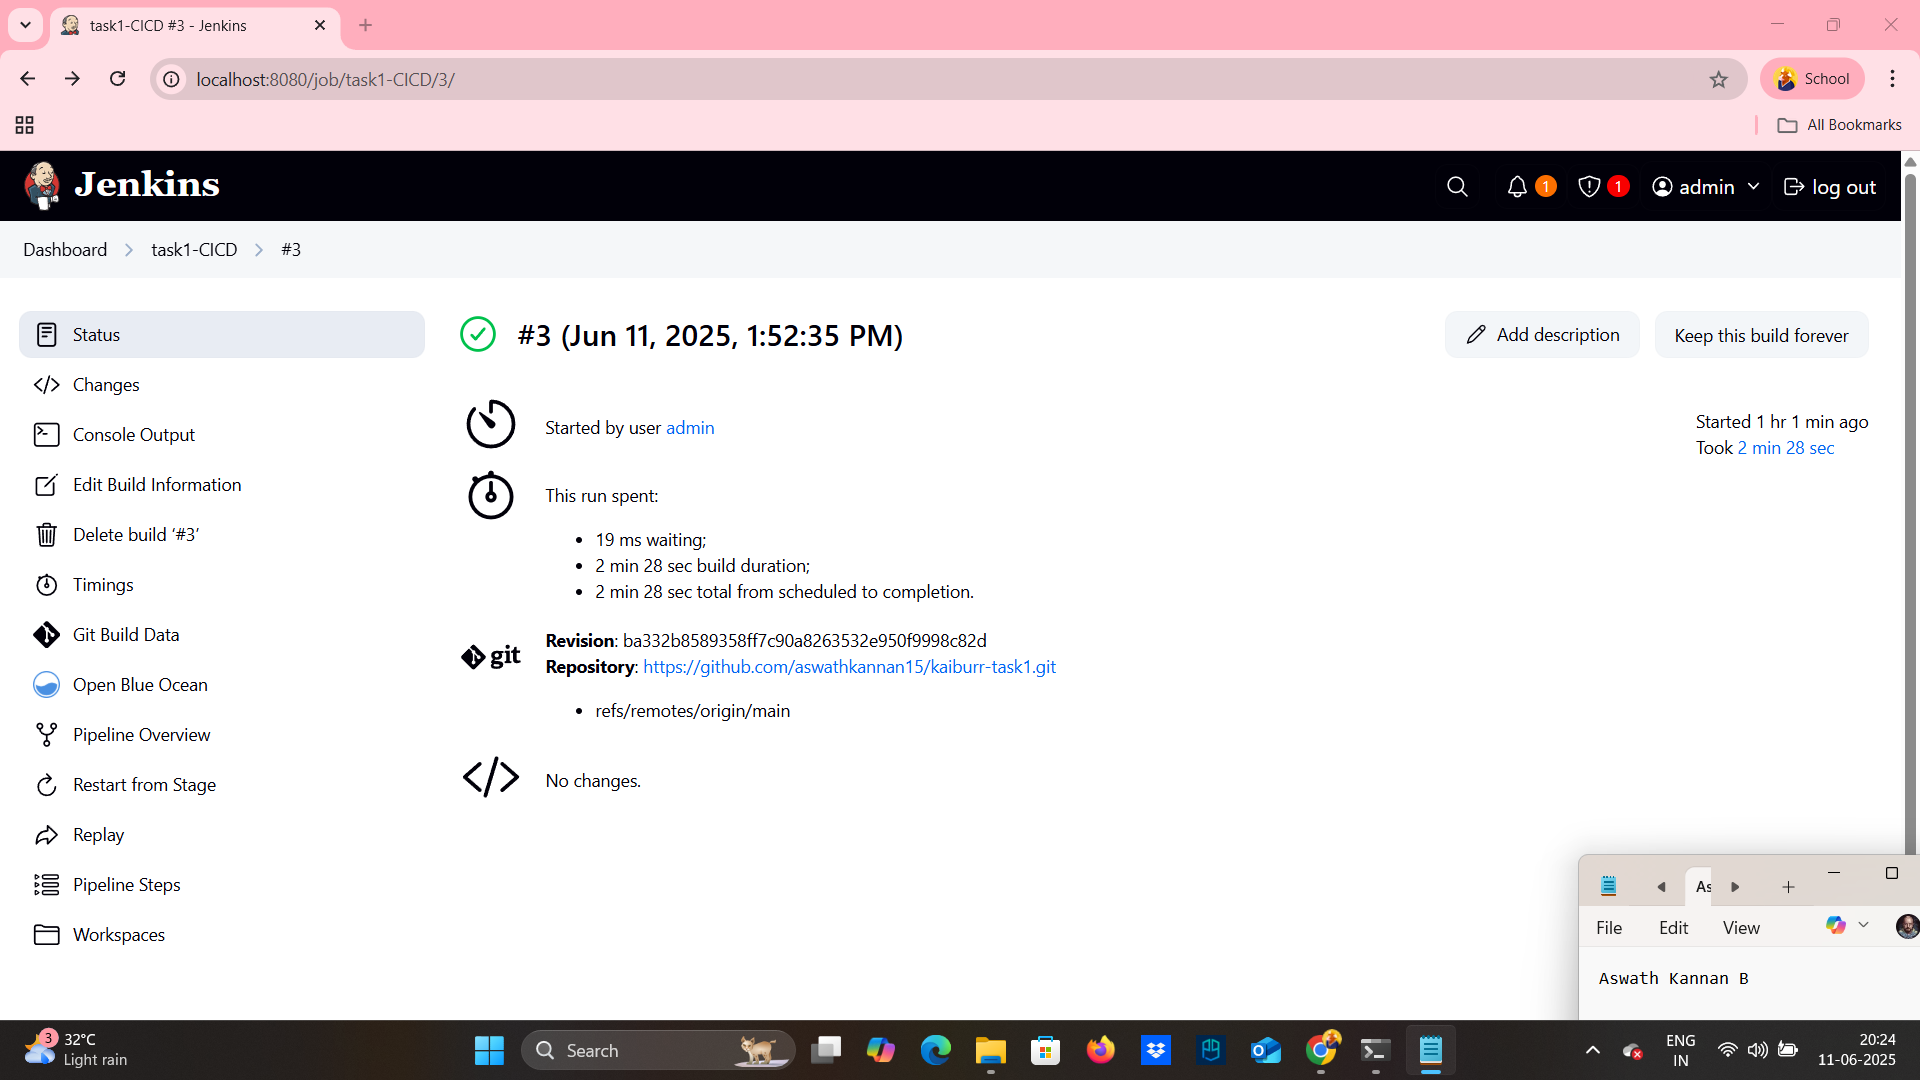 task1-CICD #3 - Jenkins
localhost:8080/job/task1-CICD/3/
School
All Bookmarks
Jenkins
1
1
admin
log out
Dashboard
task1-CICD
#3
Status
Changes
Console Output
Edit Build Information
Delete build ‘#3’
Timings
Git Build Data
Open Blue Ocean
Pipeline Overview
Restart from Stage
Replay
Pipeline Steps
Workspaces
#3 (Jun 11, 2025, 1:52:35 PM)
Add description
Keep this build forever
Started by user admin
Started 1 hr 1 min ago
Took 2 min 28 sec
This run spent:
19 ms waiting;
2 min 28 sec build duration;
2 min 28 sec total from scheduled to completion.
git
Revision: ba332b8589358ff7c90a8263532e950f9998c82d
Repository: https://github.com/aswathkannan15/kaiburr-task1.git
refs/remotes/origin/main
No changes.
As
File
Edit
View
Aswath Kannan B
3
32°C
Light rain
Search
ENG
IN
20:24
11-06-2025